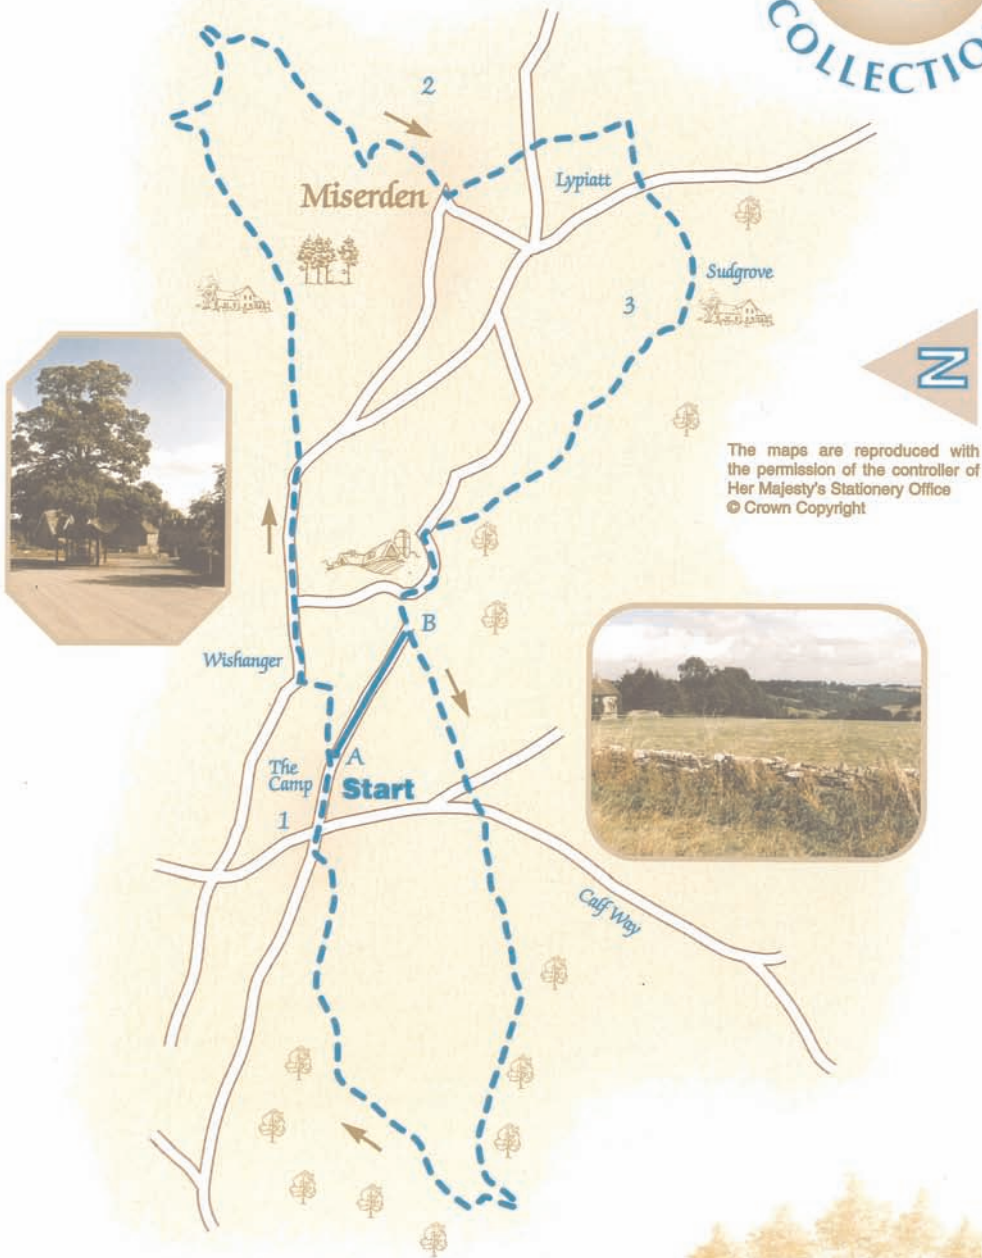 COLLECTIO
2
Lypiatt
Miserden
Sudgrove
3
N
The maps are reproduced with
the permission of the controller of
Her Majesty's Stationery Office
© Crown Copyright
B
Wishanger
A
The
Camp
Start
1
Calf Way